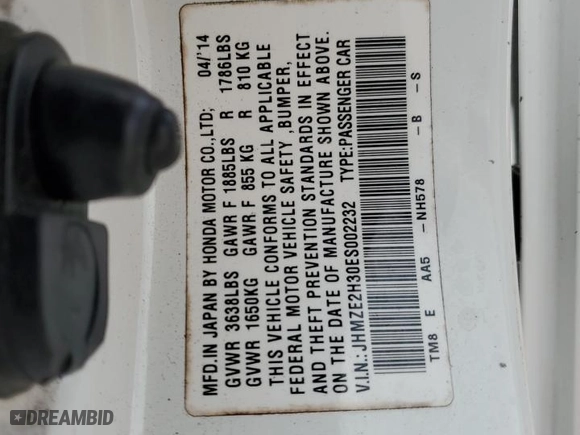 MFD.IN JAPAN BY HONDA MOTOR CO.,LTD; 04/'14
GVWR 3638LBS GAWR F 1885LBS R 1786LBS
GVWR 1650KG GAWR F 855 KG R 810 KG
THIS VEHICLE CONFORMS TO ALL APPLICABLE
FEDERAL MOTOR VEHICLE SAFETY ,BUMPER,
AND THEFT PREVENTION STANDARDS IN EFFECT
ON THE DATE OF MANUFACTURE SHOWN ABOVE.
V.I.N.: JHMZE2H30ES002232 TYPE:PASSENGER CAR
TM8 E AA5 -NH578 -B -S
DREAMBID